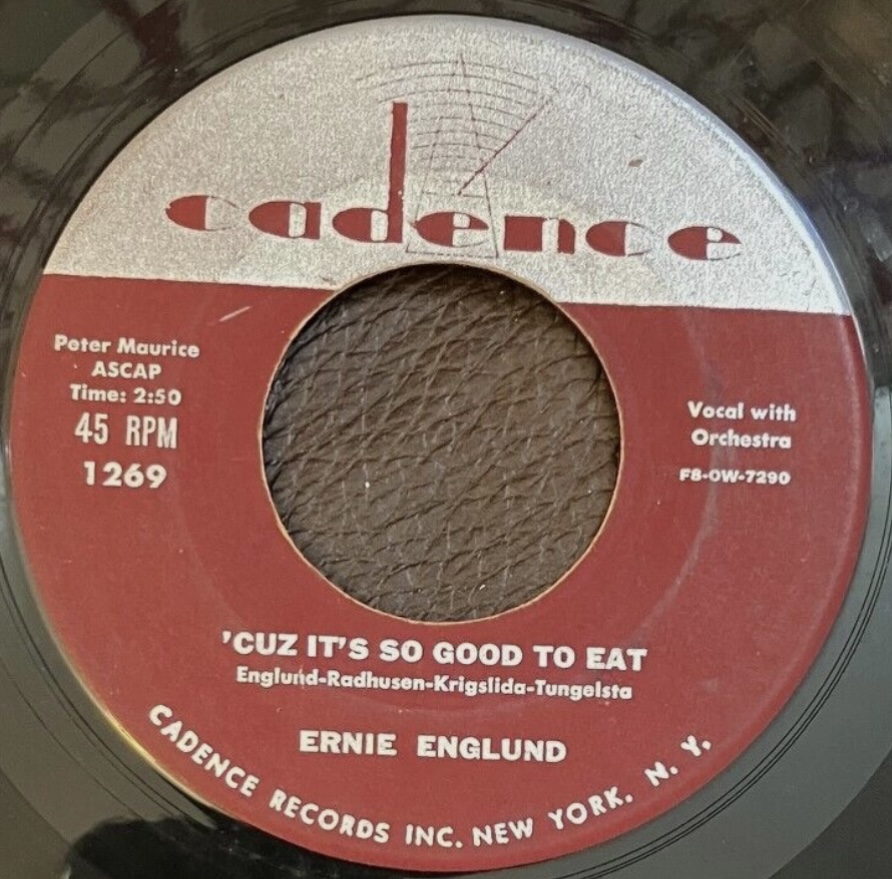 cadence
Peter Maurice
ASCAP
Time: 2:50
45 RPM
1269
Vocal with
Orchestra
F8-OW-7290
'CUZ IT'S SO GOOD TO EAT
Englund-Radhusen-Krigslida-Tungelsta
ERNIE ENGLUND
CADENCE RECORDS INC. NEW YORK. N. Y.